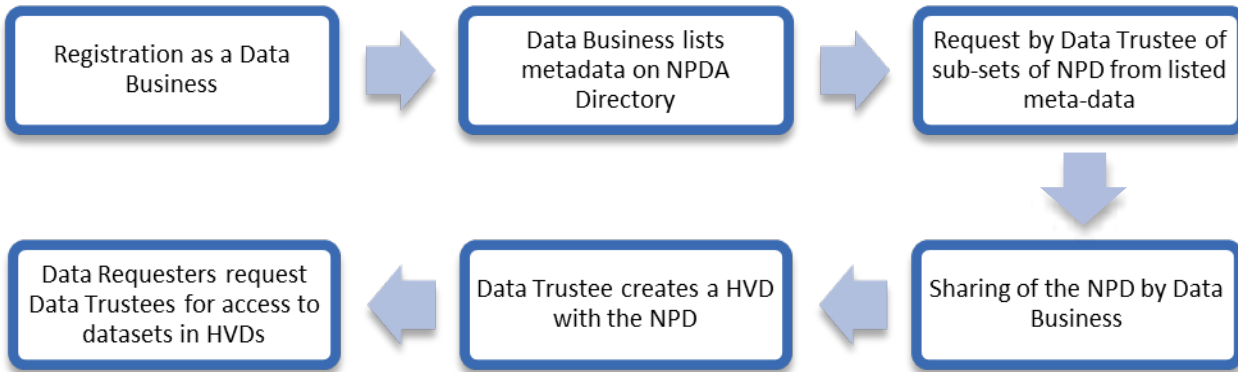 Registration as a Data
Business
Data Business lists
metadata on NPDA
Directory
Request by Data Trustee of
sub-sets of NPD from listed
meta-data
Sharing of the NPD by Data
Business
Data Trustee creates a HVD
with the NPD
Data Requesters request
Data Trustees for access to
datasets in HVDs